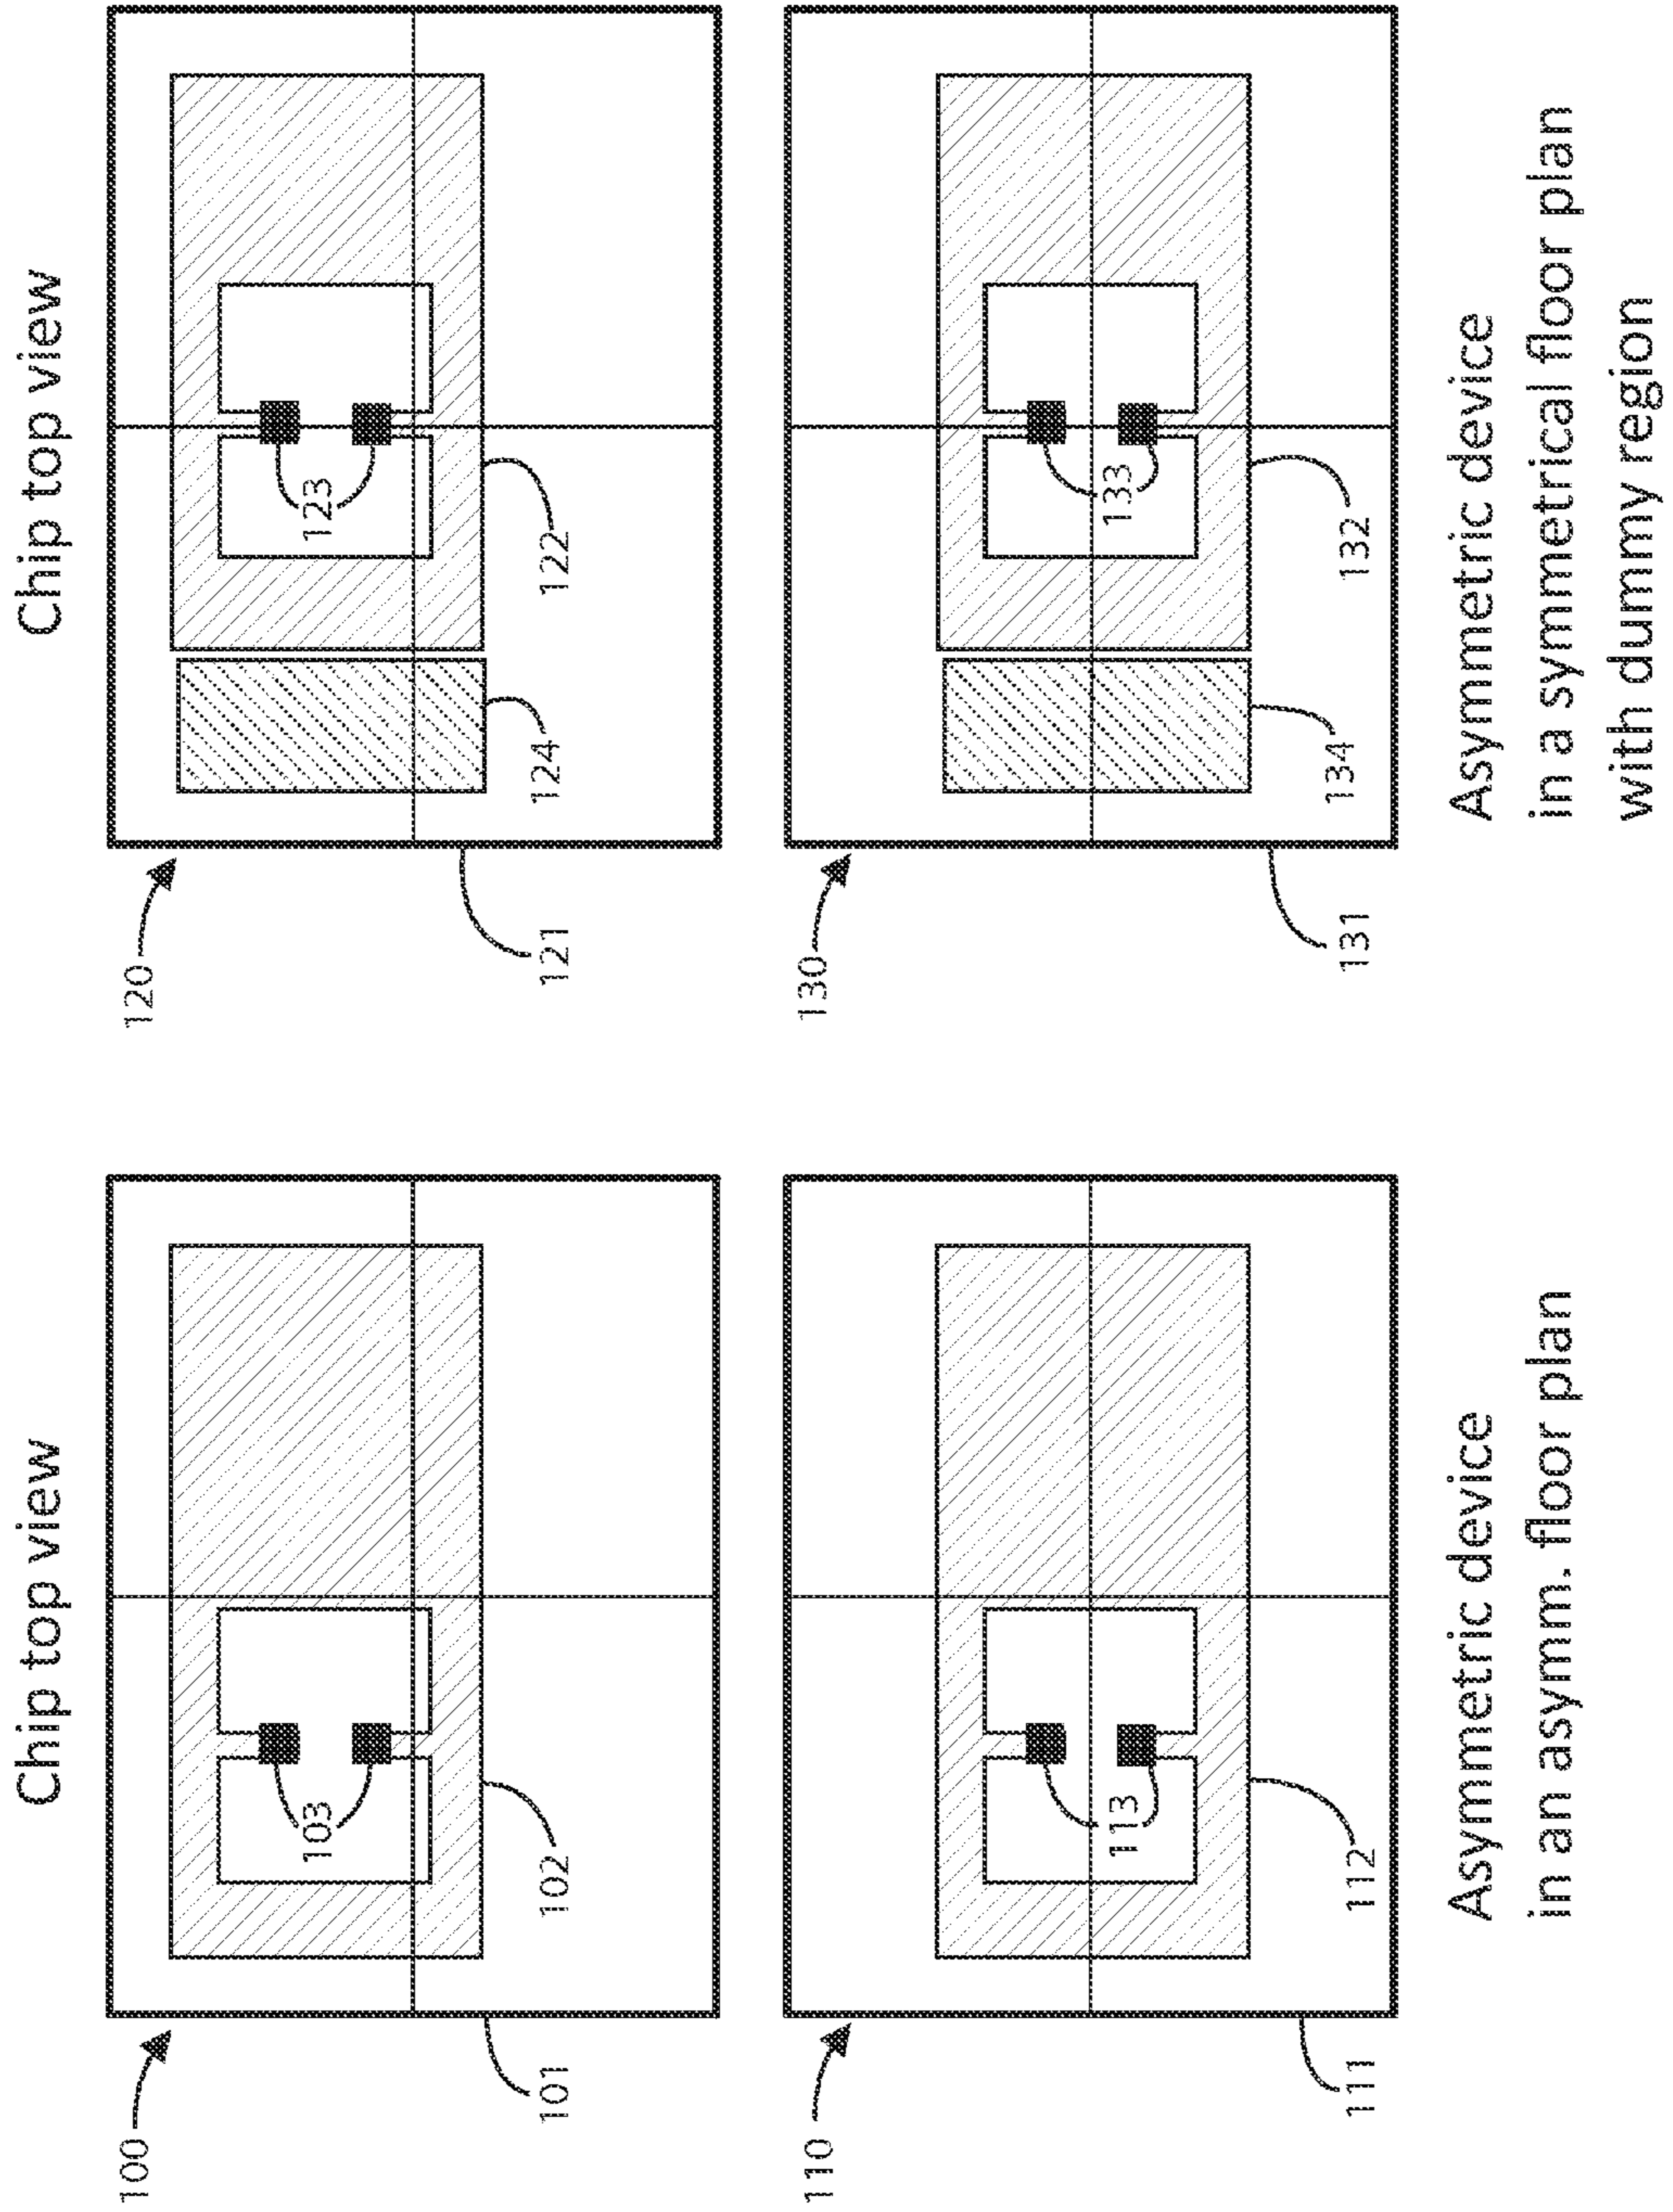 Chip top view
100
101
102
103
110
111
112
113
Asymmetric device
in an asymm. floor plan
Chip top view
120
121
122
123
124
130
131
132
133
134
Asymmetric device
in a symmetrical floor plan
with dummy region